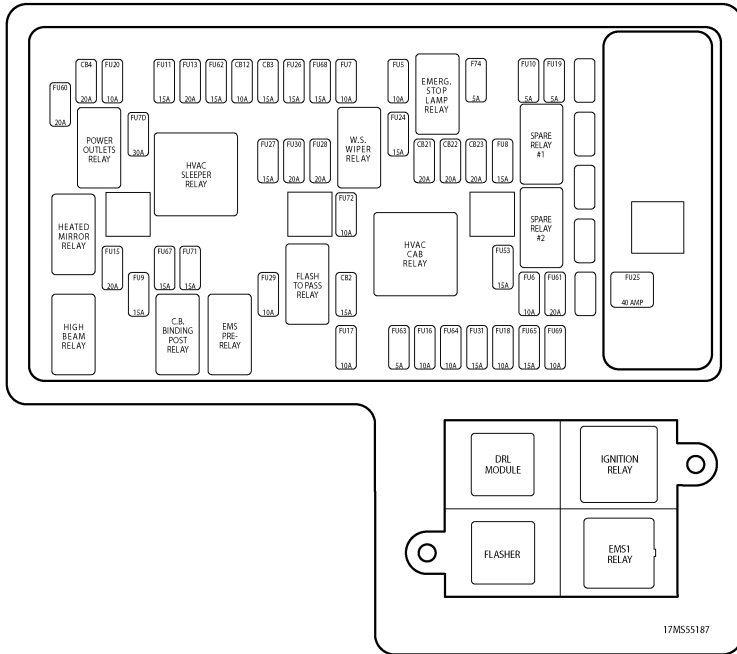 CB4
20A
FU20
10A
FU11
15A
FU13
20A
FU62
15A
CB12
10A
CB3
15A
FU26
15A
FU68
15A
FU7
10A
FU5
10A
EMERG.
STOP
LAMP
RELAY
F74
5A
FU10
5A
FU19
5A
FU60
20A
POWER
OUTLETS
RELAY
FU7D
30A
HVAC
SLEEPER
RELAY
FU27
15A
FU30
20A
FU28
20A
W.S.
WIPER
RELAY
FU24
15A
CB21
20A
CB22
20A
CB23
20A
FU8
15A
SPARE
RELAY
#1
HEATED
MIRROR
RELAY
FU72
10A
HVAC
CAB
RELAY
SPARE
RELAY
#2
FU15
20A
FU9
15A
FU67
15A
FU71
15A
FU29
10A
FLASH
TO PASS
RELAY
CB2
15A
FU53
15A
FU6
10A
FU61
20A
FU25
40 AMP
HIGH
BEAM
RELAY
C.B.
BINDING
POST
RELAY
EMS
PRE-
RELAY
FU17
10A
FU63
5A
FU16
10A
FU64
10A
FU31
15A
FU18
10A
FU65
15A
FU69
10A
DRL
MODULE
IGNITION
RELAY
FLASHER
EMS1
RELAY
17MS55187